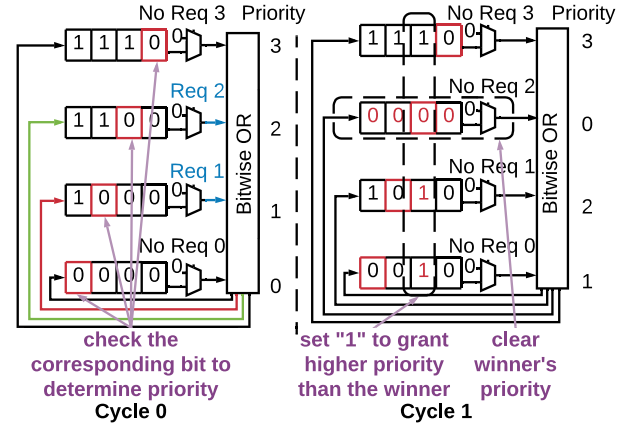 No Req 3 Priority
1 1 1 0 0 3
Req 2
1 1 0 0 0 2
Req 1
1 0 0 0 0 1
No Req 0
0 0 0 0 0 0
Bitwise OR
check the
corresponding bit to
determine priority
Cycle 0
No Req 3 Priority
1 1 1 0 0 3
No Req 2
0 0 0 0 0 0
No Req 1
1 0 1 0 0 2
No Req 0
0 0 1 0 0 1
Bitwise OR
set "1" to grant
higher priority
than the winner
clear
winner's
priority
Cycle 1